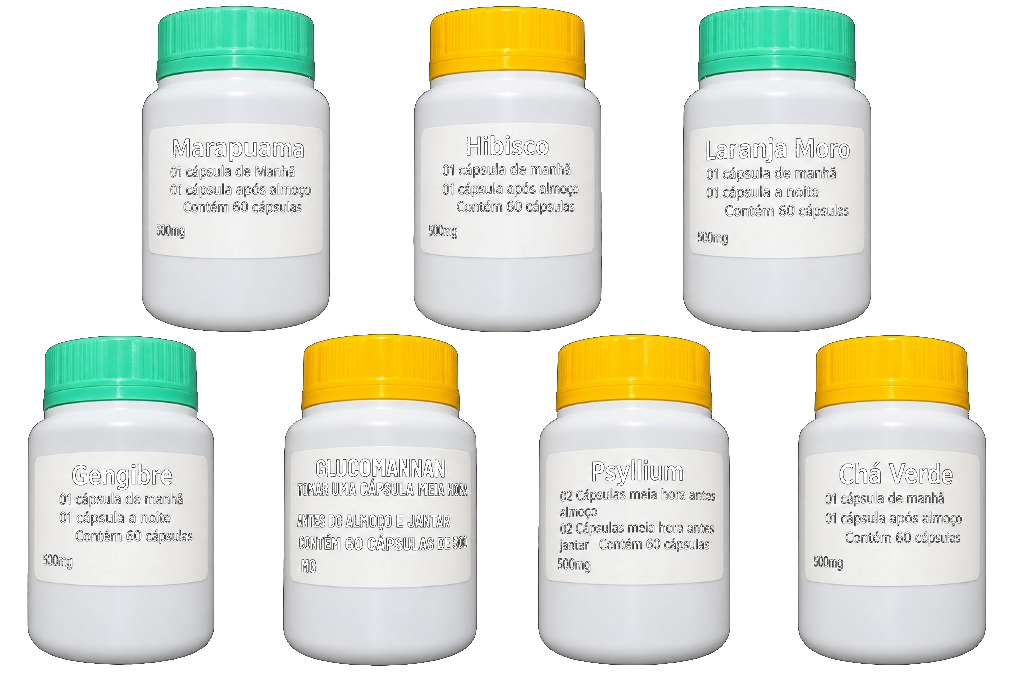 Marapuama
01 cápsula de Manhã
01 cápsula após almoço
Contém 60 cápsulas
500mg
Hibisco
01 cápsula de manhã
01 cápsula após almoço
Contém 60 cápsulas
500mg
Laranja Moro
01 cápsula de manhã
01 cápsula a noite
Contém 60 cápsulas
500mg
Gengibre
01 cápsula de manhã
01 cápsula a noite
Contém 60 cápsulas
500mg
GLUCOMANNAN
TOMAR UMA CÁPSULA MEIA HORA
ANTES DO ALMOÇO E JANTAR
CONTÉM 60 CÁPSULAS DE 500
MG
Psyllium
02 Cápsulas meia hora antes
almoço
02 Cápsulas meia hora antes
jantar Contém 60 cápsulas
500mg
Chá Verde
01 cápsula de manhã
01 cápsula após almoço
Contém 60 cápsulas
500mg